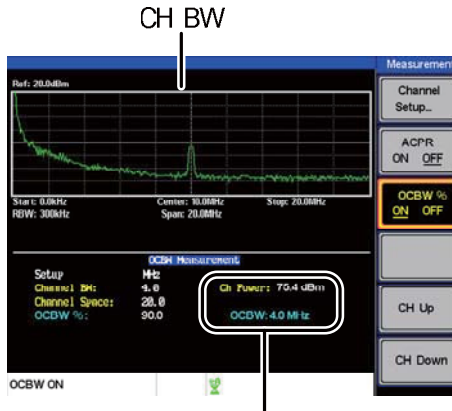 CH BW
Measurement
Ref: 20.0dBm
Channel
Setup...
ACPR
ON OFF
OCBW %
ON OFF
CH Up
CH Down
Start: 0.0kHz Center: 10.0MHz Stop: 20.0MHz
RBW: 300kHz Span: 20.0MHz
OCBW Measurement
Setup MHz
Channel BW: 4.0 Ch Power: 75.4 dBm
Channel Space: 20.0
OCBW %: 90.0 OCBW: 4.0 MHz
OCBW ON